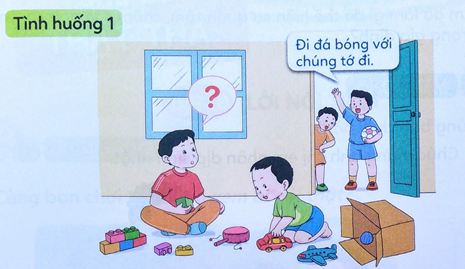 Tình huống 1
Đi đá bóng với
chúng tớ đi.
?